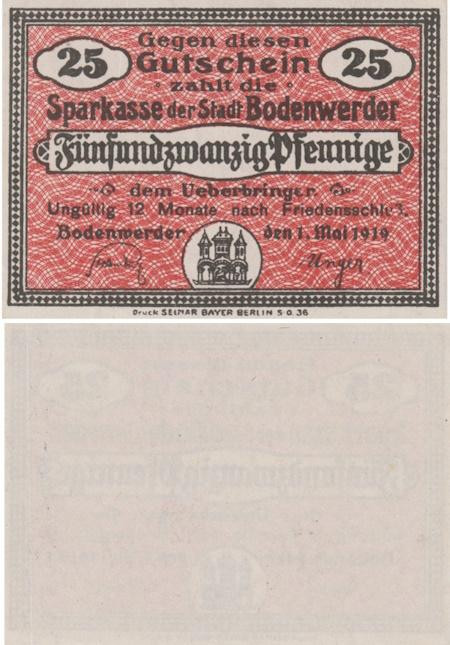 Gegen diesen
25 Gutschein 25
zahlt die
Sparkasse der Stadt Bodenwerder
Fünfundzwanzig Pfennige
dem Ueberbringer
Ungültig 12 Monate nach Friedensschluß.
Bodenwerder den 1. Mai 1919.
Unger
Druck SELMAR BAYER BERLIN S.O. 36